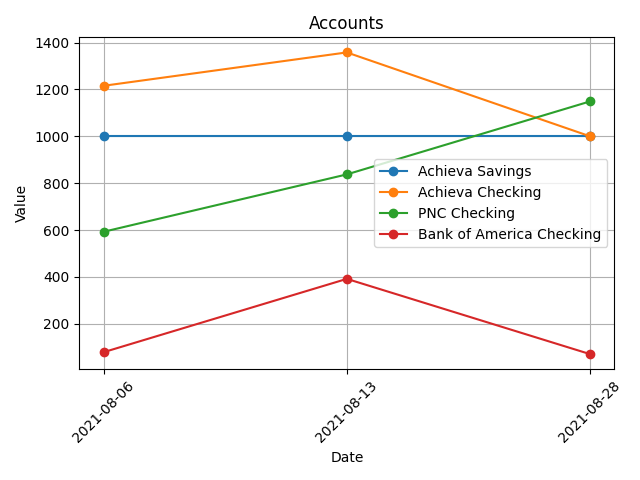 Accounts
1400
1200
1000
800
600
400
200
Value
Achieva Savings
Achieva Checking
PNC Checking
Bank of America Checking
2021-08-06
2021-08-13
2021-08-28
Date